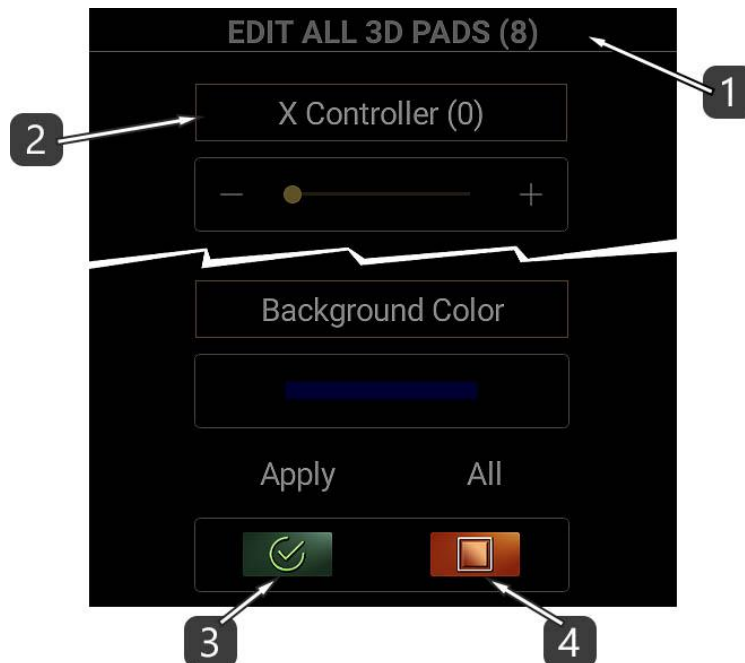 EDIT ALL 3D PADS (8)
1
X Controller (0)
2
Background Color
Apply All
3 4